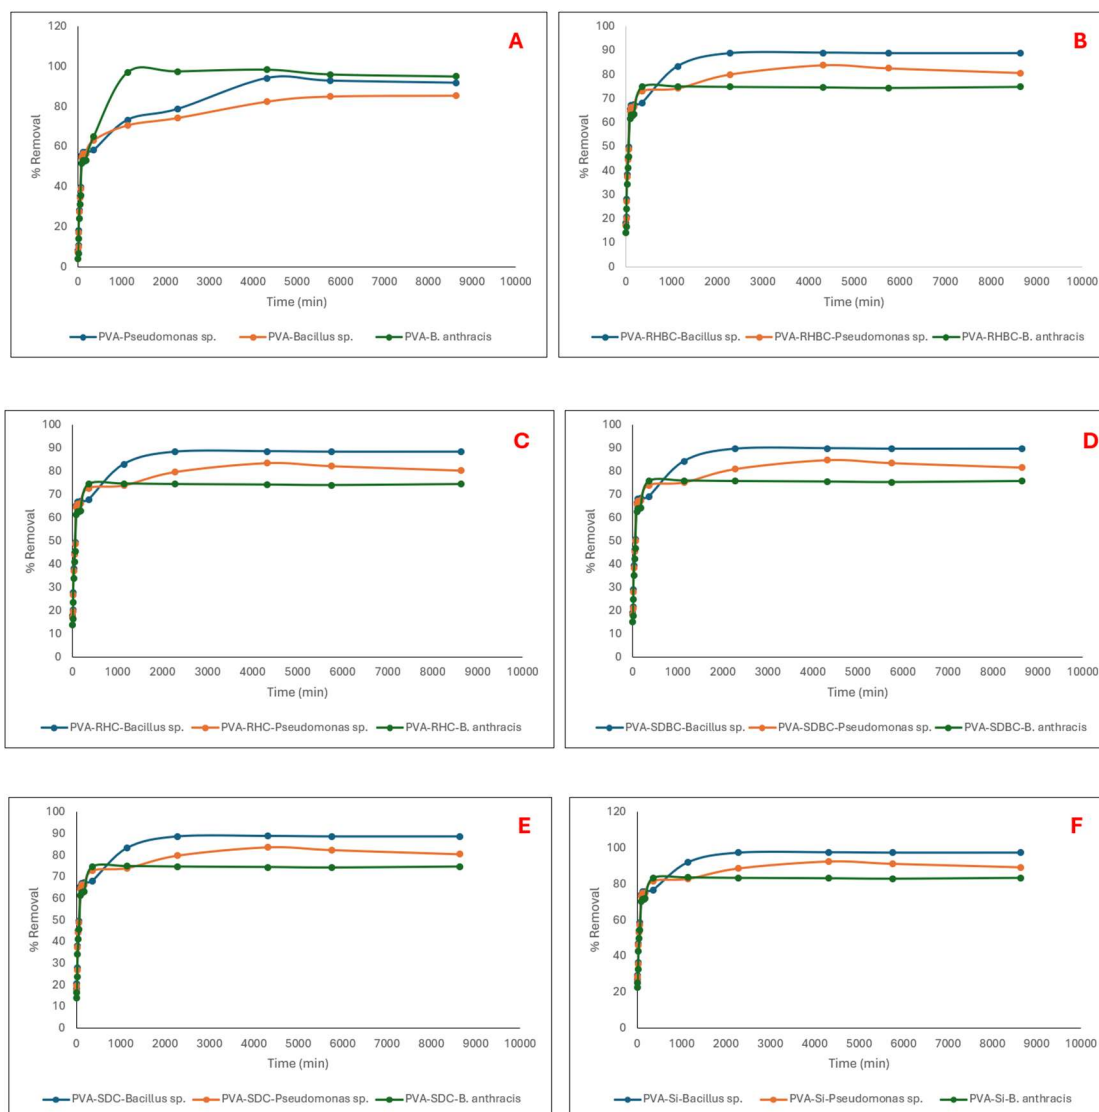 A
120
100
80
60
40
20
0
% Removal
0 1000 2000 3000 4000 5000 6000 7000 8000 9000 10000
Time (min)
PVA-Pseudomonas sp. PVA-Bacillus sp. PVA-B. anthracis
B
100
90
80
70
60
50
40
30
20
10
0
% Removal
0 1000 2000 3000 4000 5000 6000 7000 8000 9000 10000
Time (min)
PVA-RHBC-Bacillus sp. PVA-RHBC-Pseudomonas sp. PVA-RHBC-B. anthracis
C
100
90
80
70
60
50
40
30
20
10
0
% Removal
0 1000 2000 3000 4000 5000 6000 7000 8000 9000 10000
Time (min)
PVA-RHC-Bacillus sp. PVA-RHC-Pseudomonas sp. PVA-RHC-B. anthracis
D
100
90
80
70
60
50
40
30
20
10
0
% Removal
0 1000 2000 3000 4000 5000 6000 7000 8000 9000 10000
Time (min)
PVA-SDBC-Bacillus sp. PVA-SDBC-Pseudomonas sp. PVA-SDBC-B. anthracis
E
100
90
80
70
60
50
40
30
20
10
0
% Removal
0 1000 2000 3000 4000 5000 6000 7000 8000 9000 10000
Time (min)
PVA-SDC-Bacillus sp. PVA-SDC-Pseudomonas sp. PVA-SDC-B. anthracis
F
120
100
80
60
40
20
0
% Removal
0 1000 2000 3000 4000 5000 6000 7000 8000 9000 10000
Time (min)
PVA-Si-Bacillus sp. PVA-Si-Pseudomonas sp. PVA-Si-B. anthracis